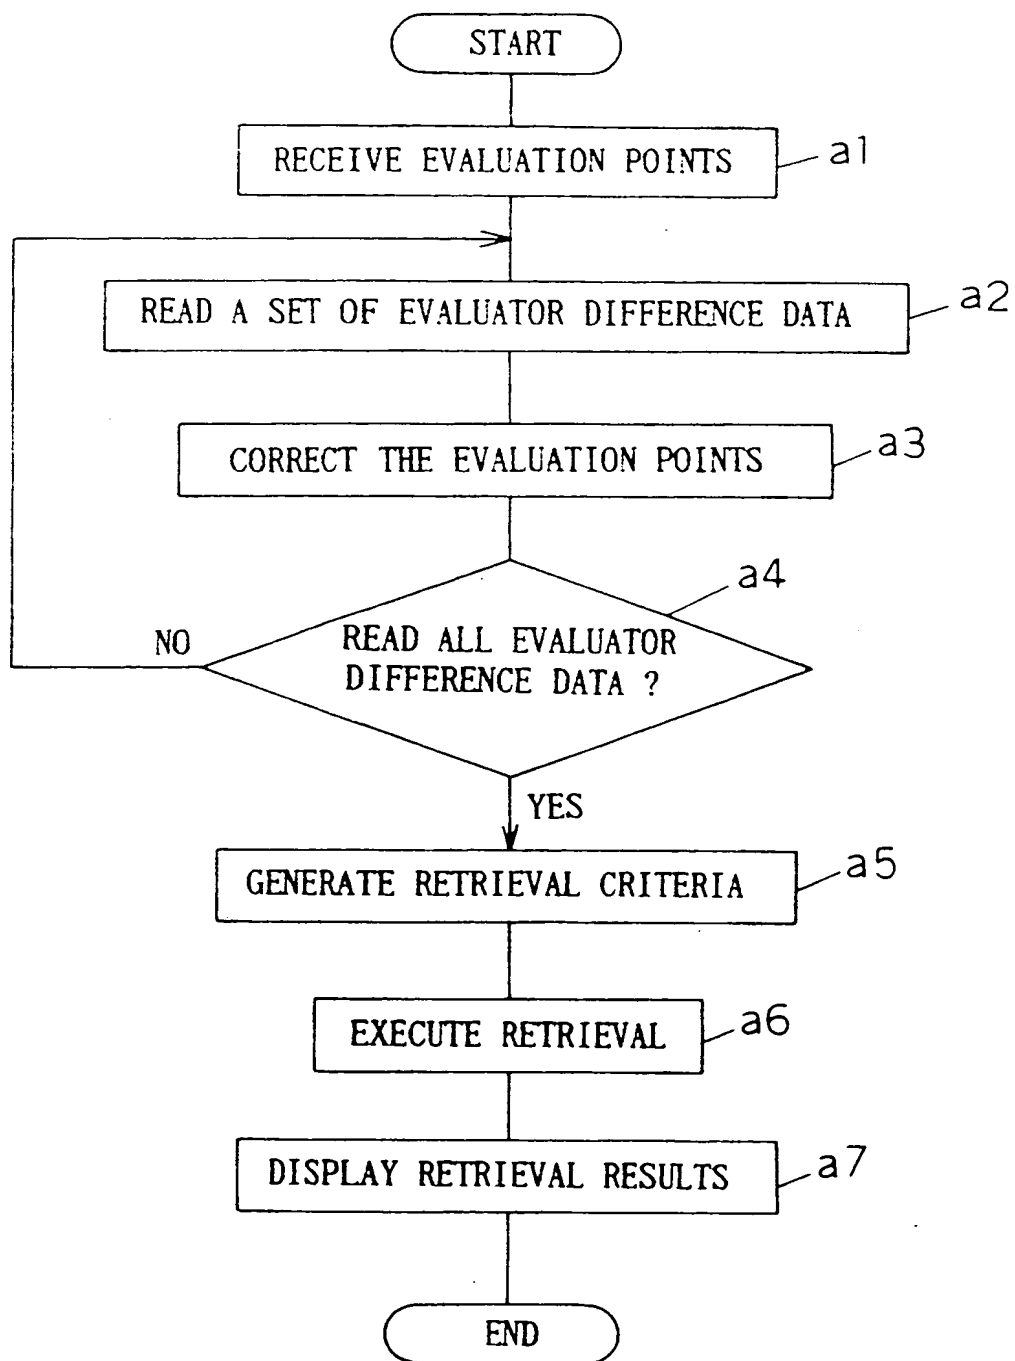 START
RECEIVE EVALUATION POINTS
a1
READ A SET OF EVALUATOR DIFFERENCE DATA
a2
CORRECT THE EVALUATION POINTS
a3
a4
NO
READ ALL EVALUATOR
DIFFERENCE DATA ?
YES
GENERATE RETRIEVAL CRITERIA
a5
EXECUTE RETRIEVAL
a6
DISPLAY RETRIEVAL RESULTS
a7
END